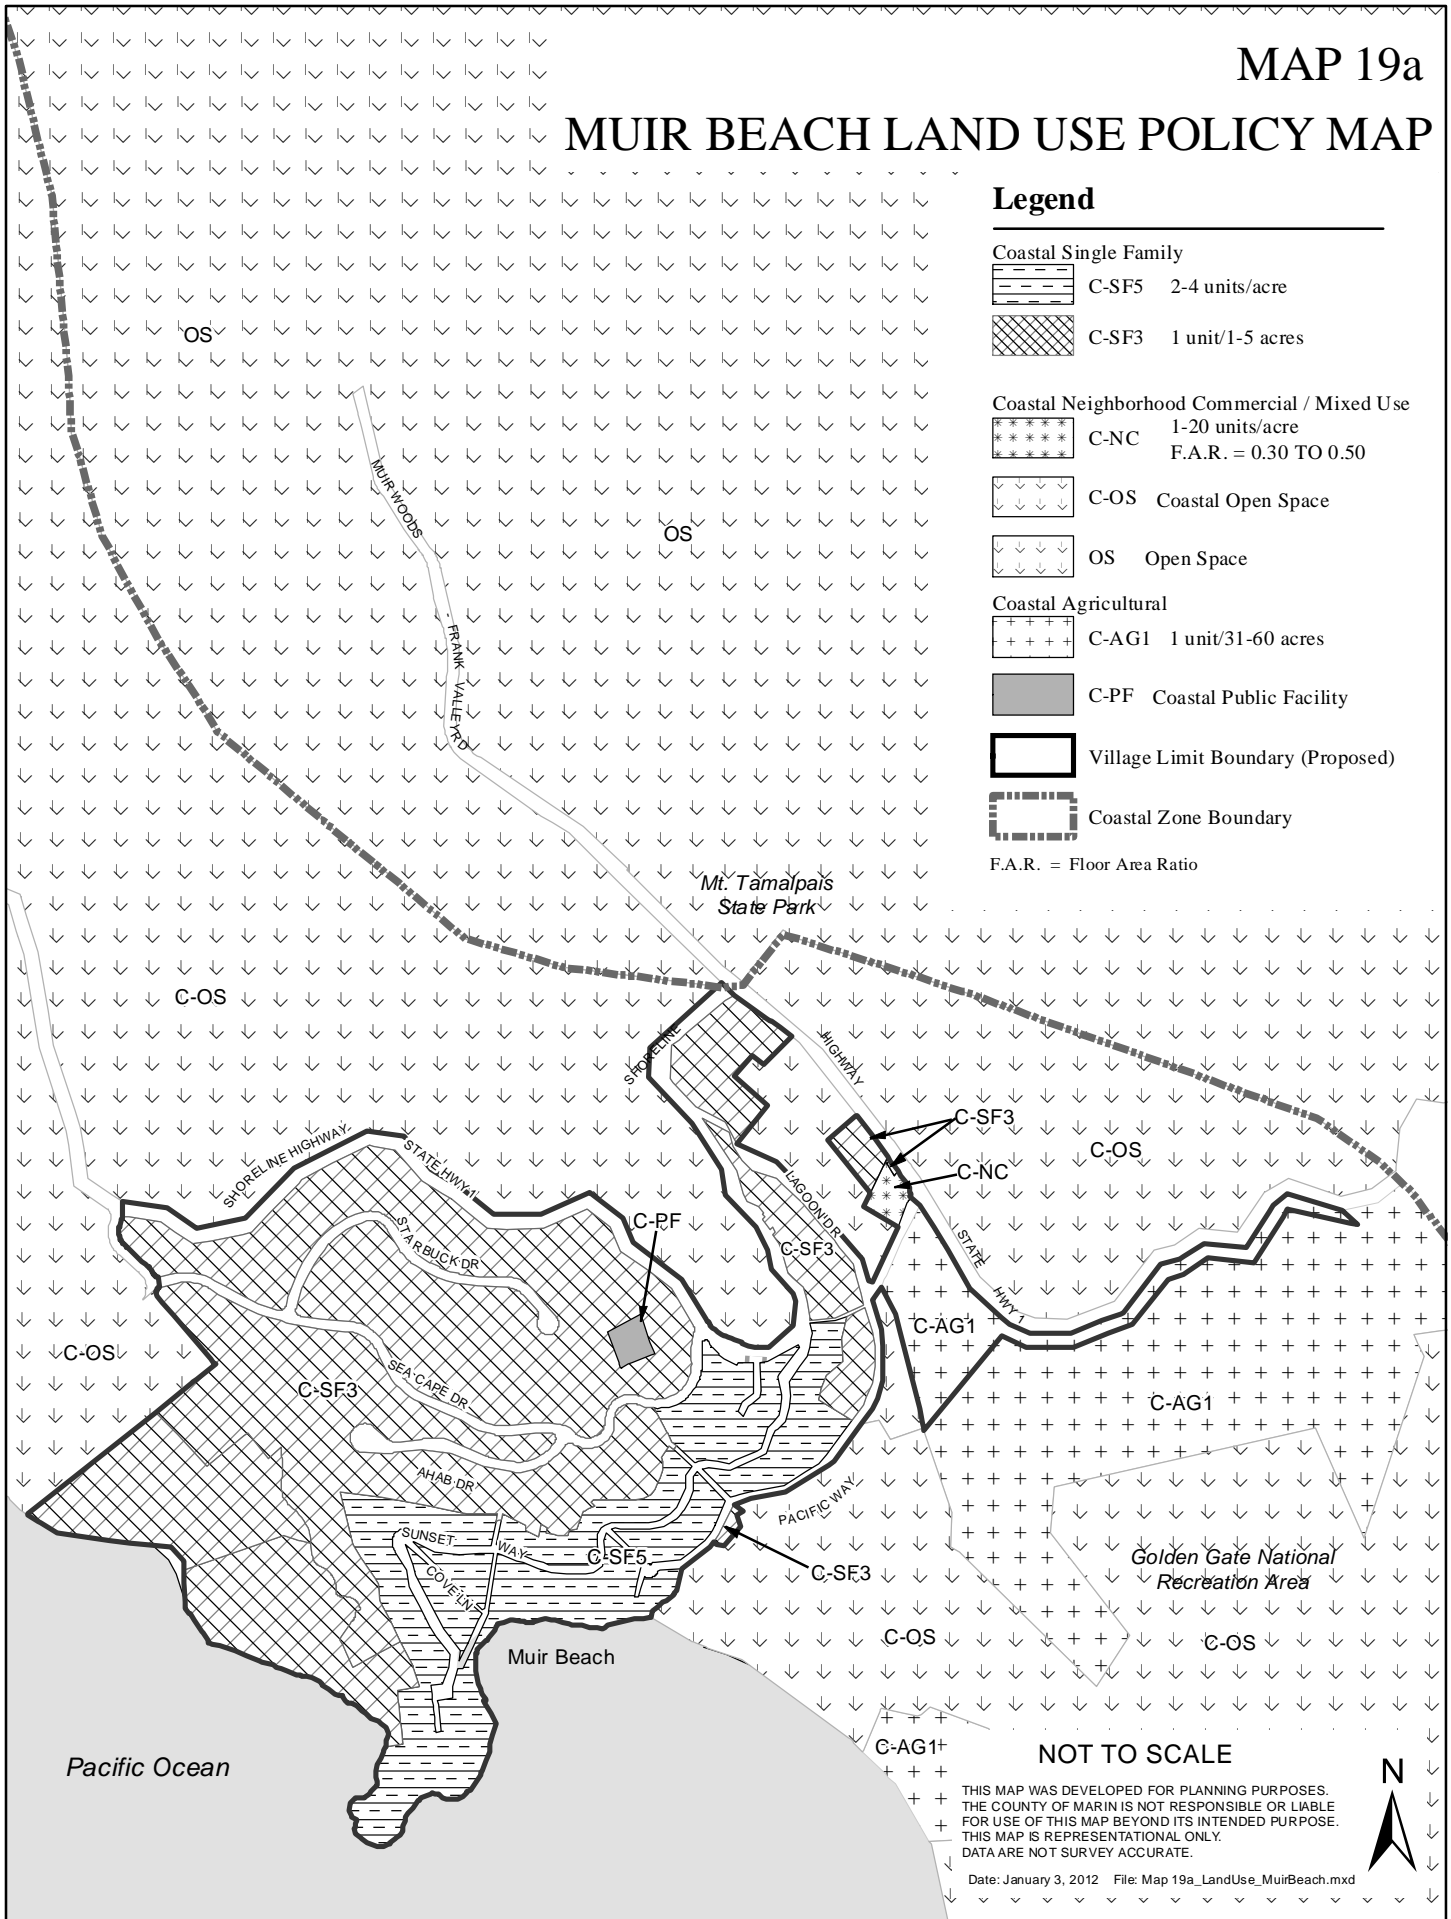 MAP 19a
MUIR BEACH LAND USE POLICY MAP
Legend
Coastal Single Family
C-SF5 2-4 units/acre
C-SF3 1 unit/1-5 acres
Coastal Neighborhood Commercial / Mixed Use
C-NC 1-20 units/acre
F.A.R. = 0.30 TO 0.50
C-OS Coastal Open Space
OS Open Space
Coastal Agricultural
C-AG1 1 unit/31-60 acres
C-PF Coastal Public Facility
Village Limit Boundary (Proposed)
Coastal Zone Boundary
F.A.R. = Floor Area Ratio
OS
MUIR WOODS
OS
- FRANK VALLEY RD
Mt. Tamalpais
State Park
C-OS
SHORELINE
HIGHWAY
C-SF3
C-OS
C-NC
SHORELINE HIGHWAY
STATE HWY 1
LAGOON DR
C-PF
STARBUCK DR
C-SF3
STATE
HWY 1
C-AG1
C-OS
SEA CAPE DR
C-SF3
C-AG1
AHAB DR
PACIFIC WAY
SUNSET
WAY
C-SF5
COVE LN
C-SF3
Golden Gate National
Recreation Area
C-OS
C-OS
Muir Beach
Pacific Ocean
C-AG1
NOT TO SCALE
N
THIS MAP WAS DEVELOPED FOR PLANNING PURPOSES.
THE COUNTY OF MARIN IS NOT RESPONSIBLE OR LIABLE
FOR USE OF THIS MAP BEYOND ITS INTENDED PURPOSE.
THIS MAP IS REPRESENTATIONAL ONLY.
DATA ARE NOT SURVEY ACCURATE.
Date: January 3, 2012 File: Map 19a_LandUse_MuirBeach.mxd